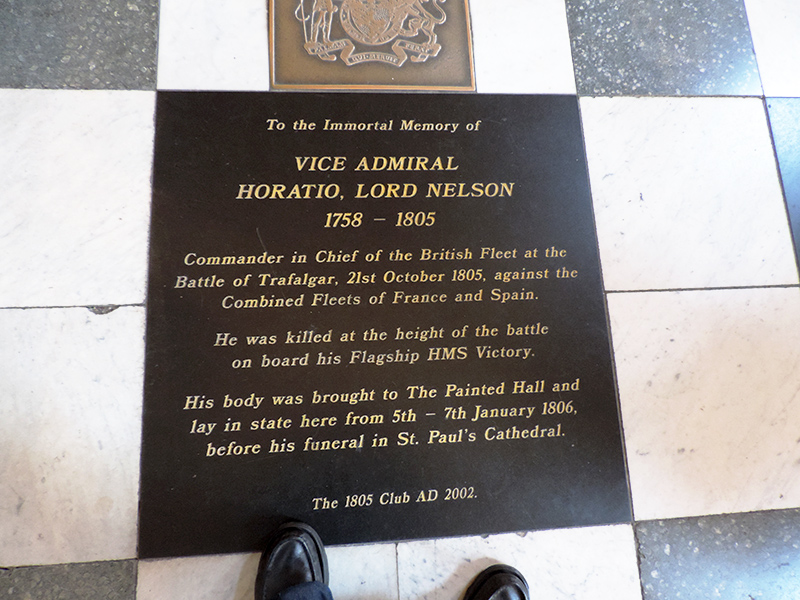 To the Immortal Memory of
VICE ADMIRAL
HORATIO, LORD NELSON
1758 – 1805
Commander in Chief of the British Fleet at the
Battle of Trafalgar, 21st October 1805, against the
Combined Fleets of France and Spain.
He was killed at the height of the battle
on board his Flagship HMS Victory.
His body was brought to The Painted Hall and
lay in state here from 5th – 7th January 1806,
before his funeral in St. Paul's Cathedral.
The 1805 Club AD 2002.